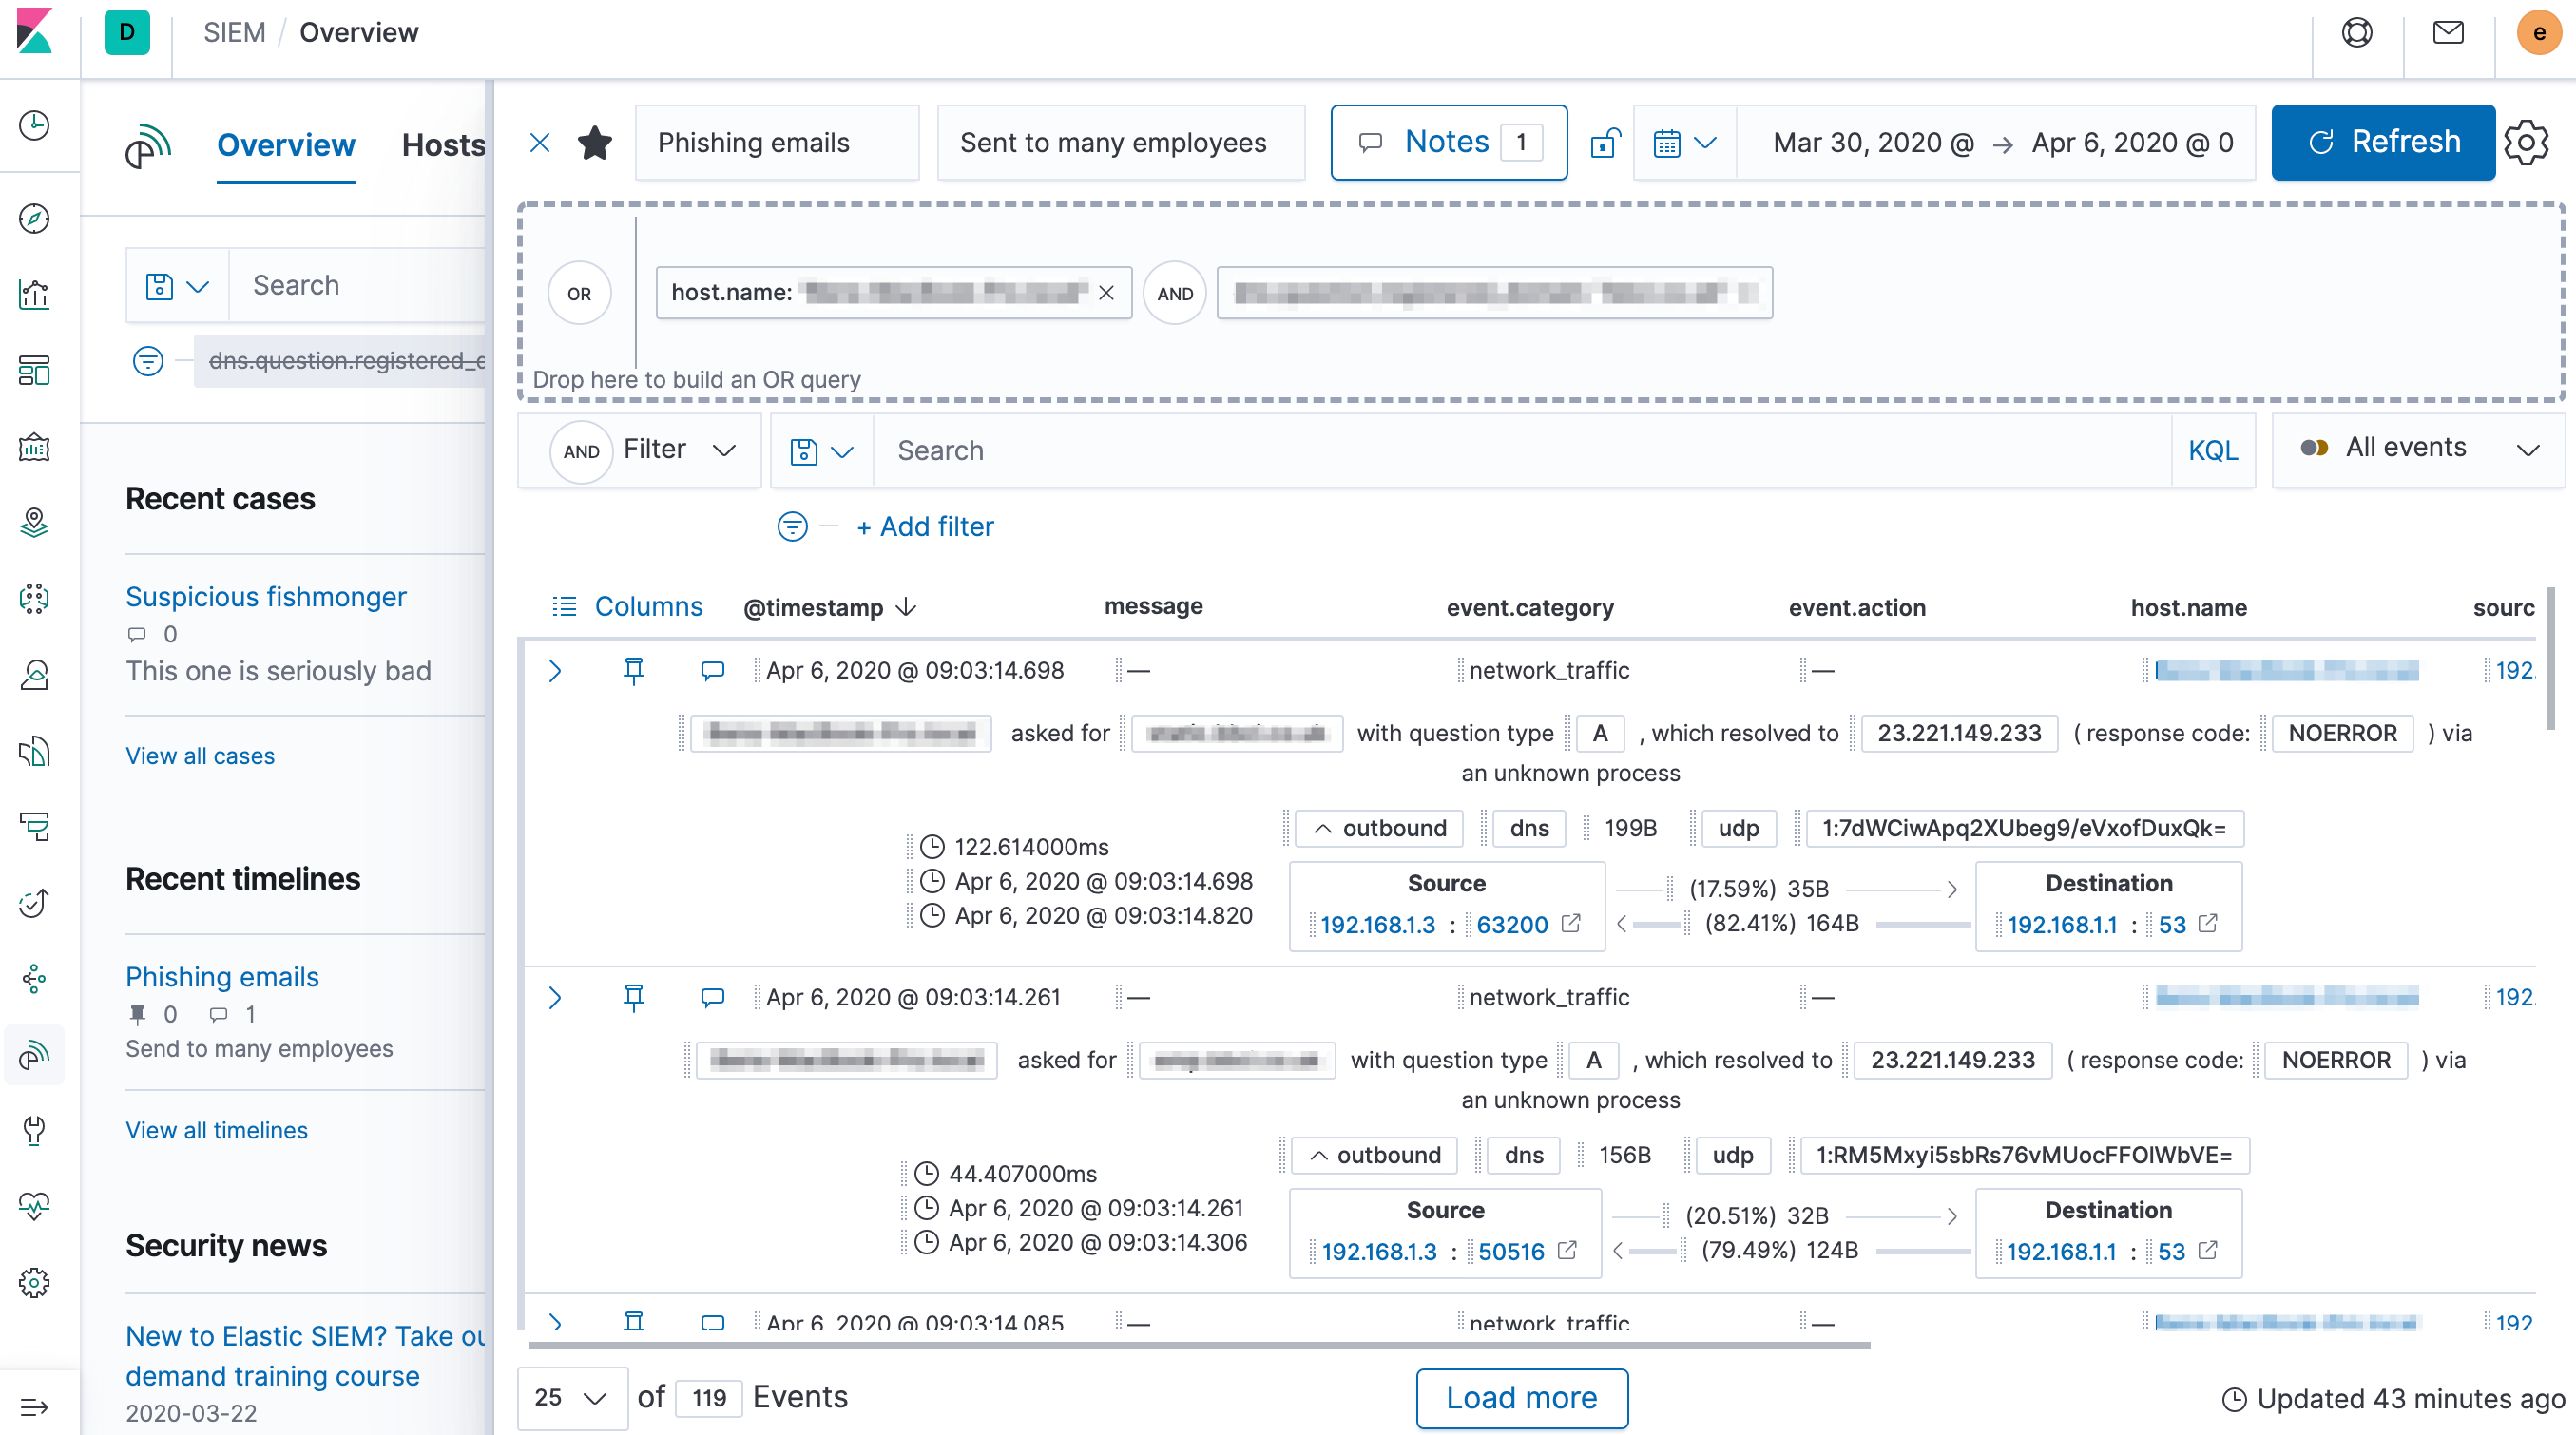 D
SIEM / Overview
e
Overview
Hosts
Search
dns.question.registered_
Recent cases
Suspicious fishmonger
0
This one is seriously bad
View all cases
Recent timelines
Phishing emails
0 1
Send to many employees
View all timelines
Security news
New to Elastic SIEM? Take
demand training course
2020-03-22
Phishing emails
Sent to many employees
Notes 1
Mar 30, 2020 @ → Apr 6, 2020 @ 0
Refresh
OR
host.name:
AND
Drop here to build an OR query
AND Filter
Search
KQL
All events
+ Add filter
Columns @timestamp message event.category event.action host.name sourc
Apr 6, 2020 @ 09:03:14.698 — network_traffic — 192.
asked for with question type A , which resolved to 23.221.149.233 ( response code: NOERROR ) via
an unknown process
outbound dns 199B udp 1:7dWCiwApq2XUbeg9/eVxofDuxQk=
122.614000ms
Apr 6, 2020 @ 09:03:14.698
Apr 6, 2020 @ 09:03:14.820
Source
192.168.1.3 : 63200
(17.59%) 35B
(82.41%) 164B
Destination
192.168.1.1 : 53
Apr 6, 2020 @ 09:03:14.261 — network_traffic — 192.
asked for with question type A , which resolved to 23.221.149.233 ( response code: NOERROR ) via
an unknown process
outbound dns 156B udp 1:RM5Mxyi5sbRs76vMUocFFOlWbVE=
44.407000ms
Apr 6, 2020 @ 09:03:14.261
Apr 6, 2020 @ 09:03:14.306
Source
192.168.1.3 : 50516
(20.51%) 32B
(79.49%) 124B
Destination
192.168.1.1 : 53
Apr 6, 2020 @ 09:03:14.085 — network_traffic — 192.
25 of 119 Events
Load more
Updated 43 minutes ago